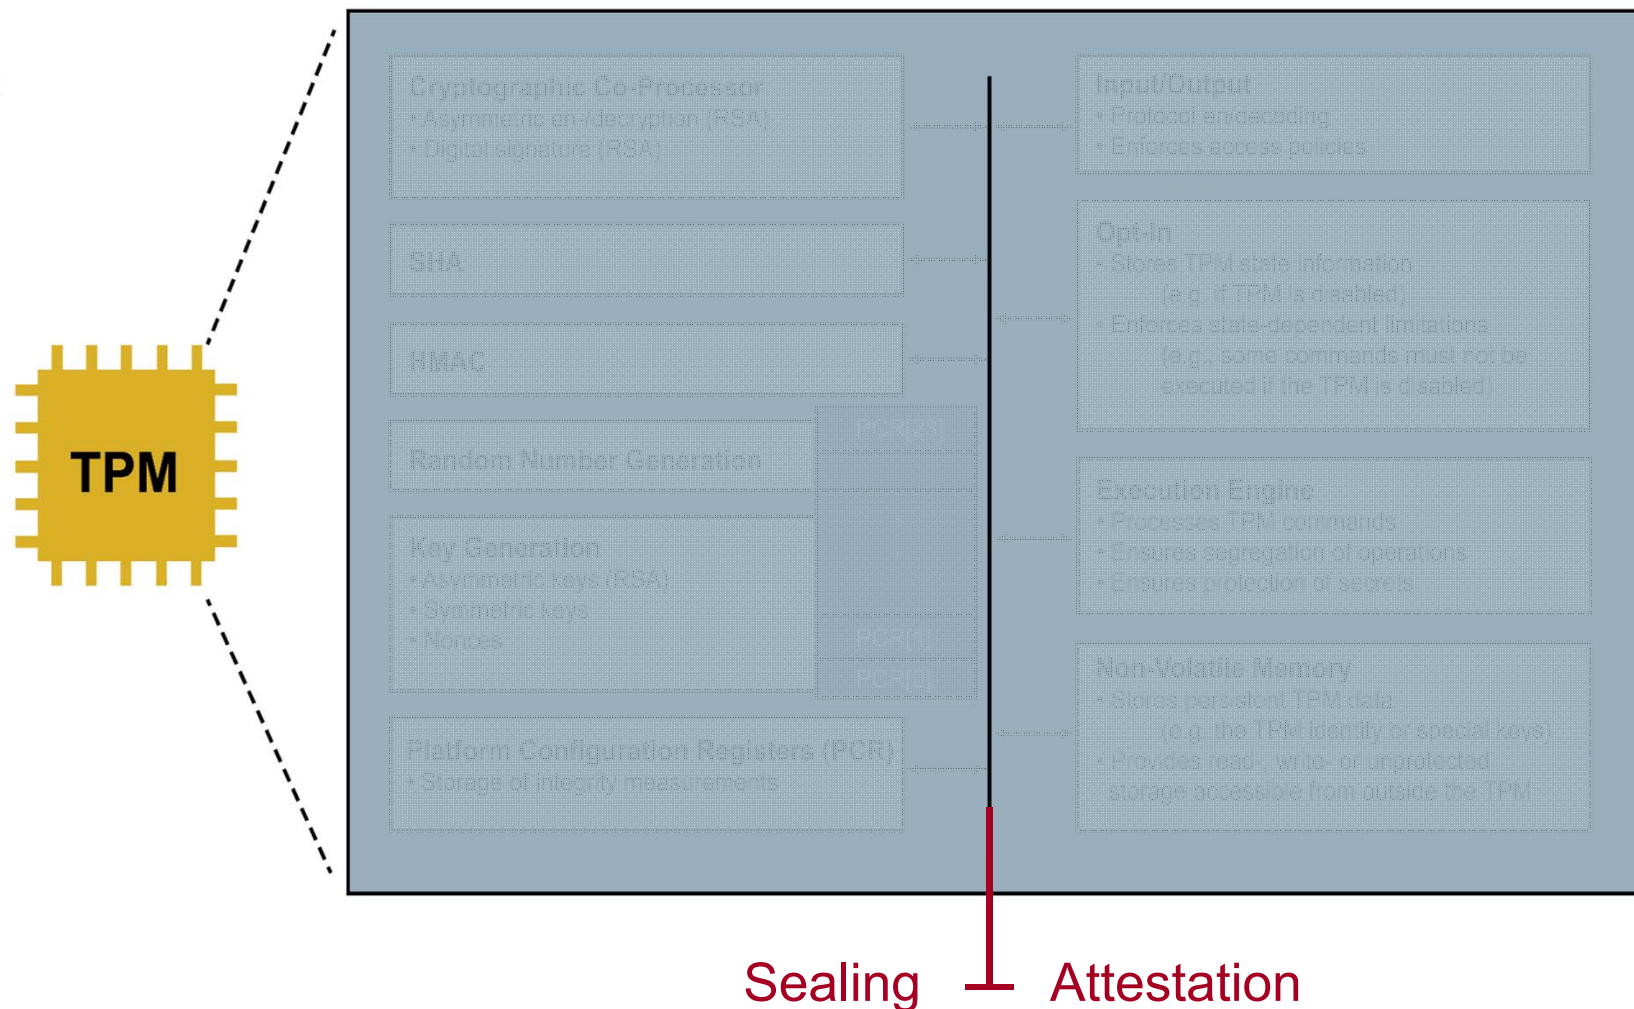 TPM
Cryptographic Co-Processor
• Asymmetric en-/decryption (RSA)
• Digital signature (RSA)
SHA
HMAC
Random Number Generation
Key Generation
• Asymmetric keys (RSA)
• Symmetric keys
• Nonces
PCR[23]
PCR[1]
PCR[0]
Platform Configuration Registers (PCR)
• Storage of integrity measurements
Input/Output
• Protocol en/decoding
• Enforces access policies
Opt-In
• Stores TPM state information
(e.g. if TPM is disabled)
• Enforces state-dependent limitations
(e.g., some commands must not be
executed if the TPM is disabled)
Execution Engine
• Processes TPM commands
• Ensures segregation of operations
• Ensures protection of secrets
Non-Volatile Memory
• Stores persistent TPM data
(e.g. the TPM identity or special keys)
• Provides read-, write- or unprotected
storage accessible from outside the TPM
Sealing
Attestation